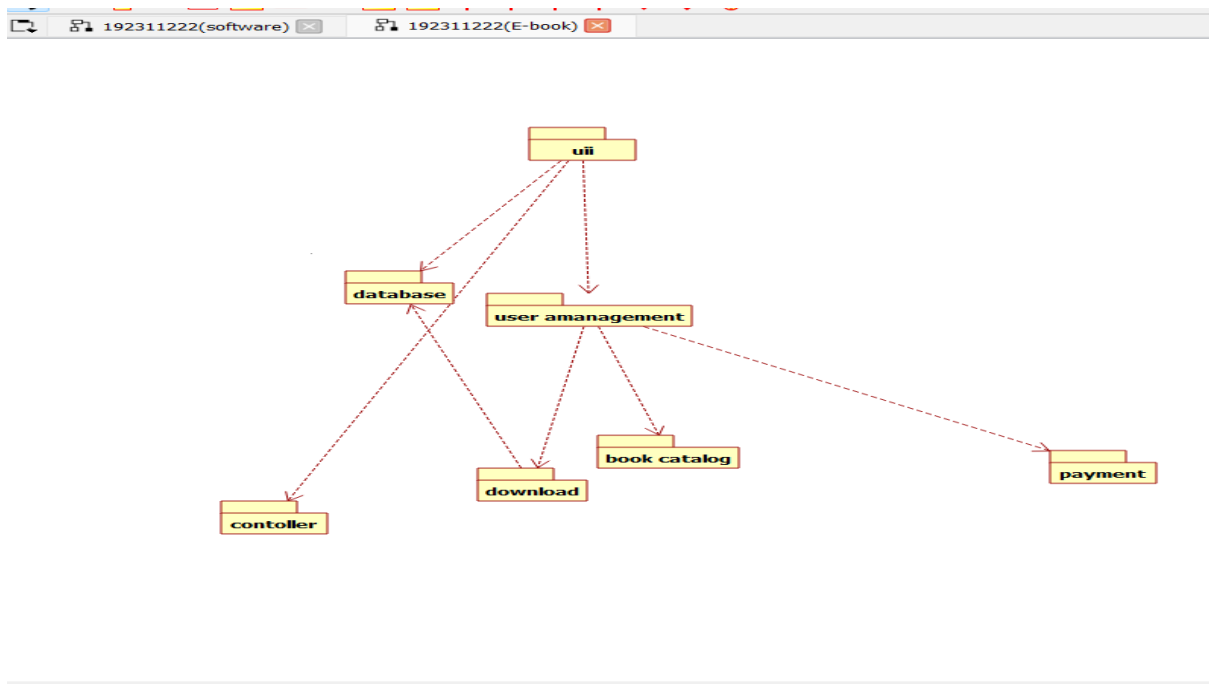 192311222(software)
192311222(E-book)
uii
database
user amanagement
book catalog
payment
download
contoller